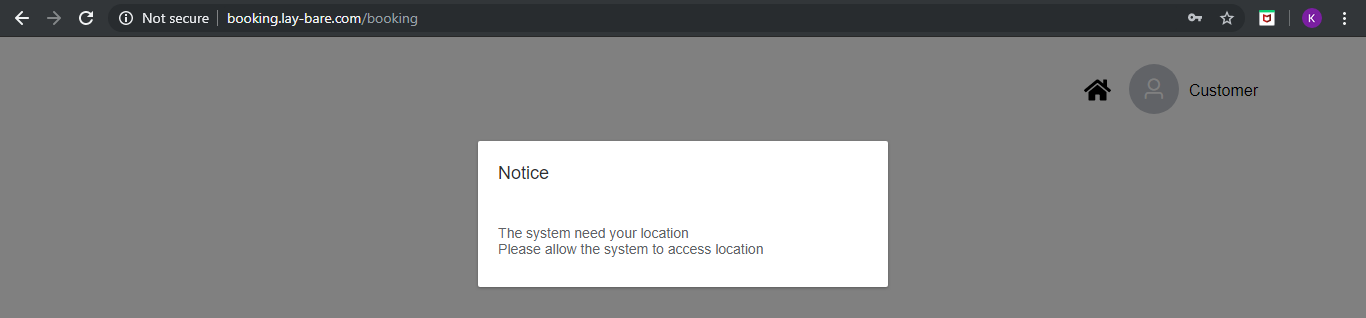 Not secure
booking.lay-bare.com/booking
K
Customer
Notice
The system need your location
Please allow the system to access location